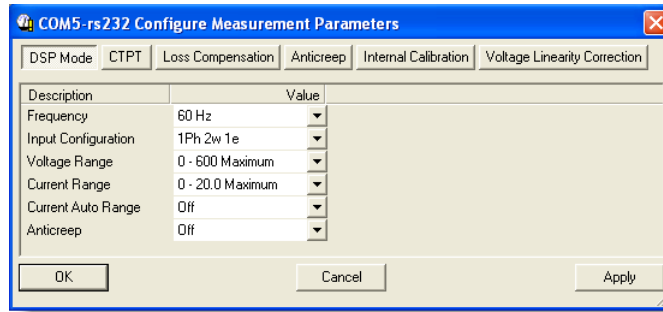 COM5-rs232 Configure Measurement Parameters
DSP Mode CTPT Loss Compensation Anticreep Internal Calibration Voltage Linearity Correction
Description Value
Frequency 60 Hz
Input Configuration 1Ph 2w 1e
Voltage Range 0 - 600 Maximum
Current Range 0 - 20.0 Maximum
Current Auto Range Off
Anticreep Off
OK Cancel Apply